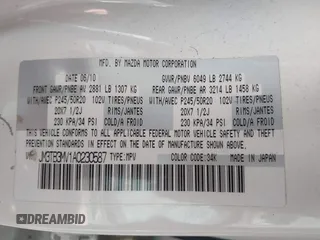 MFD. BY MAZDA MOTOR CORPORATION
DATE 06/10 GVWR/PNBV 6049 LB 2744 KG
FRONT GAWR/PNBE AV 2881 LB 1307 KG REAR GAWR/PNBE AR 3214 LB 1458 KG
WITH/AVEC P245/50R20 102V TIRES/PNEUS WITH/AVEC P245/50R20 102V TIRES/PNEUS
20X7 1/2J RIMS/JANTES 20X7 1/2J RIMS/JANTES
230 KPA/34 PSI COLD/A FROID 230 KPA/34 PSI COLD/A FROID
THIS VEHICLE CONFORMS TO ALL APPLICABLE FEDERAL MOTOR VEHICLE SAFETY AND THEFT
PREVENTION STANDARDS IN EFFECT ON THE DATE OF MANUFACTURE SHOWN ABOVE.
VIN: JM3TB3MV1A0230587 TYPE:MPV COLOR CODE: 34K MADE IN JAPAN
AUTOHELPERBOT